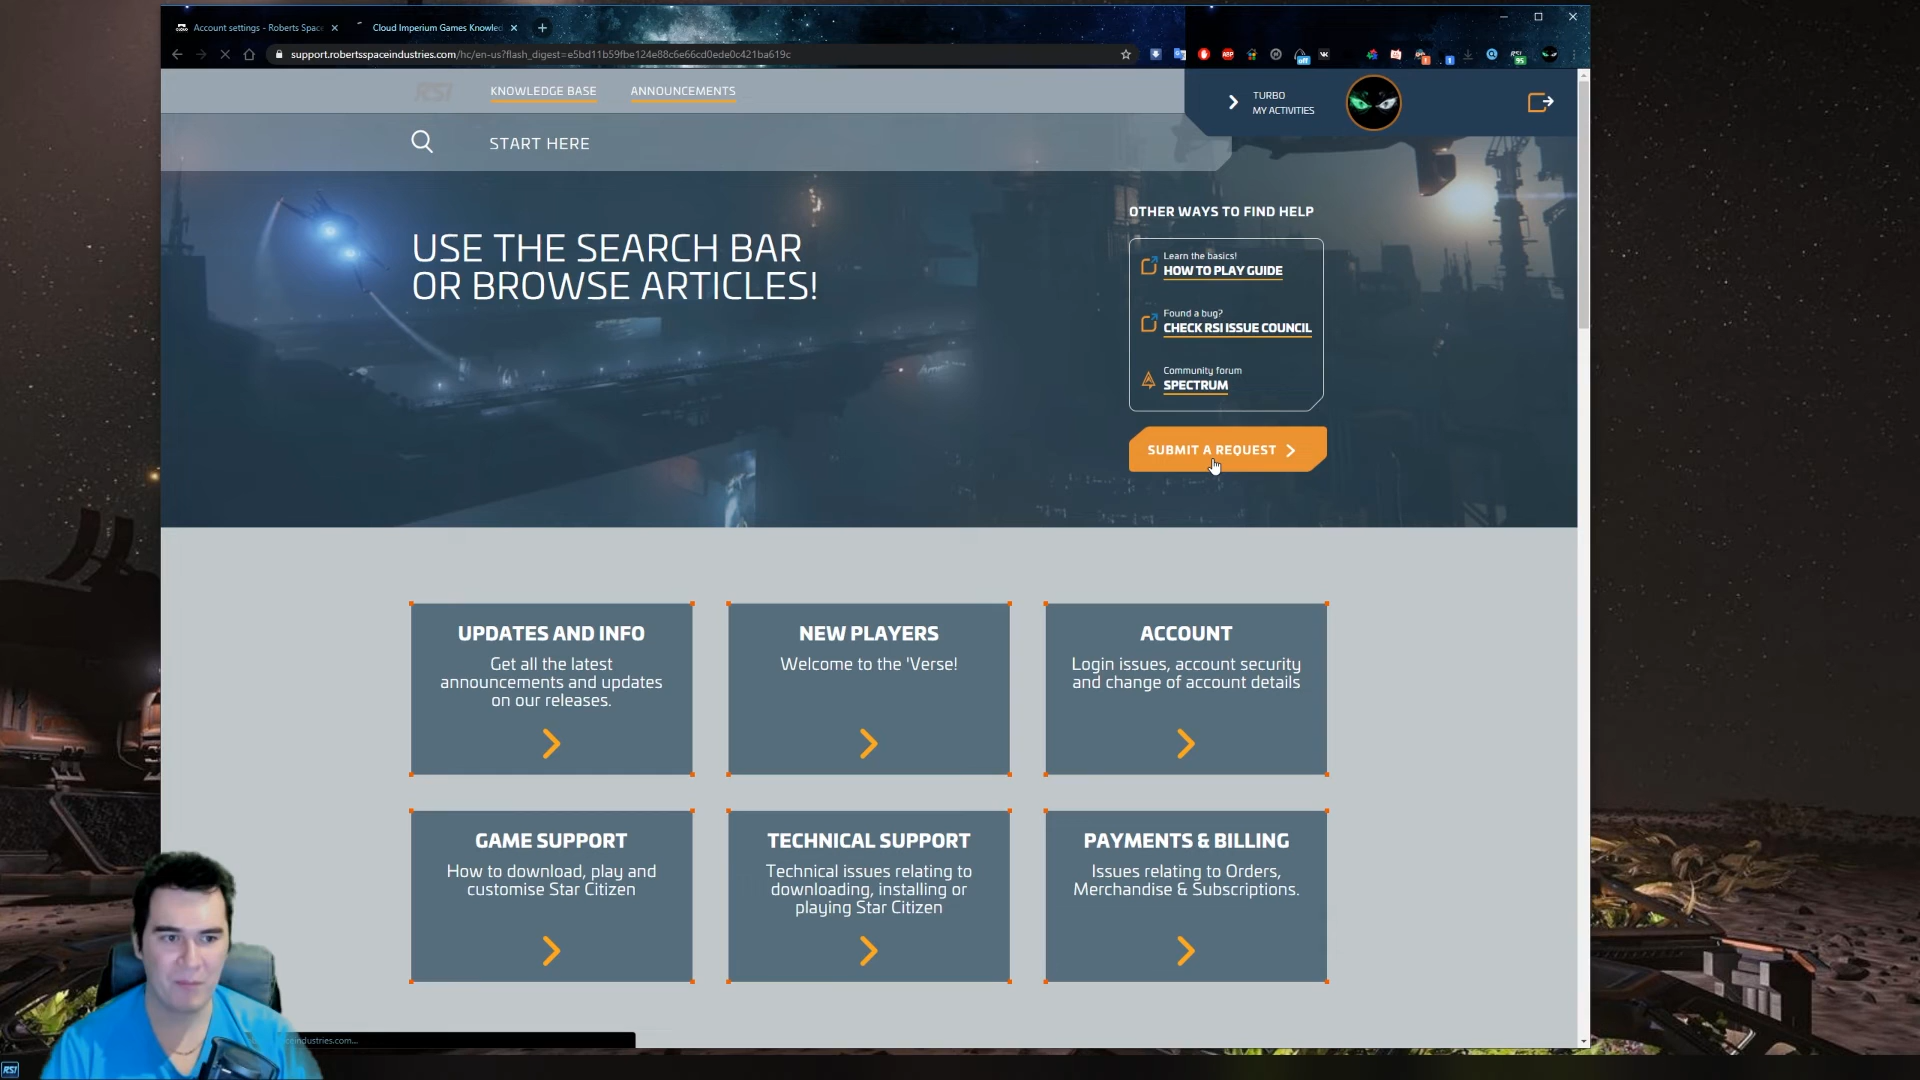 Account settings - Roberts Space
Cloud Imperium Games Knowled
support.robertsspaceindustries.com/hc/en-us?flash_digest=e5bd11b59fbe124e88c6e66cd0ede0c421ba619c
RSI
KNOWLEDGE BASE
ANNOUNCEMENTS
TURBO
MY ACTIVITIES
START HERE
USE THE SEARCH BAR
OR BROWSE ARTICLES!
OTHER WAYS TO FIND HELP
Learn the basics!
HOW TO PLAY GUIDE
Found a bug?
CHECK RSI ISSUE COUNCIL
Community forum
SPECTRUM
SUBMIT A REQUEST
UPDATES AND INFO
Get all the latest
announcements and updates
on our releases.
NEW PLAYERS
Welcome to the 'Verse!
ACCOUNT
Login issues, account security
and change of account details
GAME SUPPORT
How to download, play and
customise Star Citizen
TECHNICAL SUPPORT
Technical issues relating to
downloading, installing or
playing Star Citizen
PAYMENTS & BILLING
Issues relating to Orders,
Merchandise & Subscriptions.
RSI